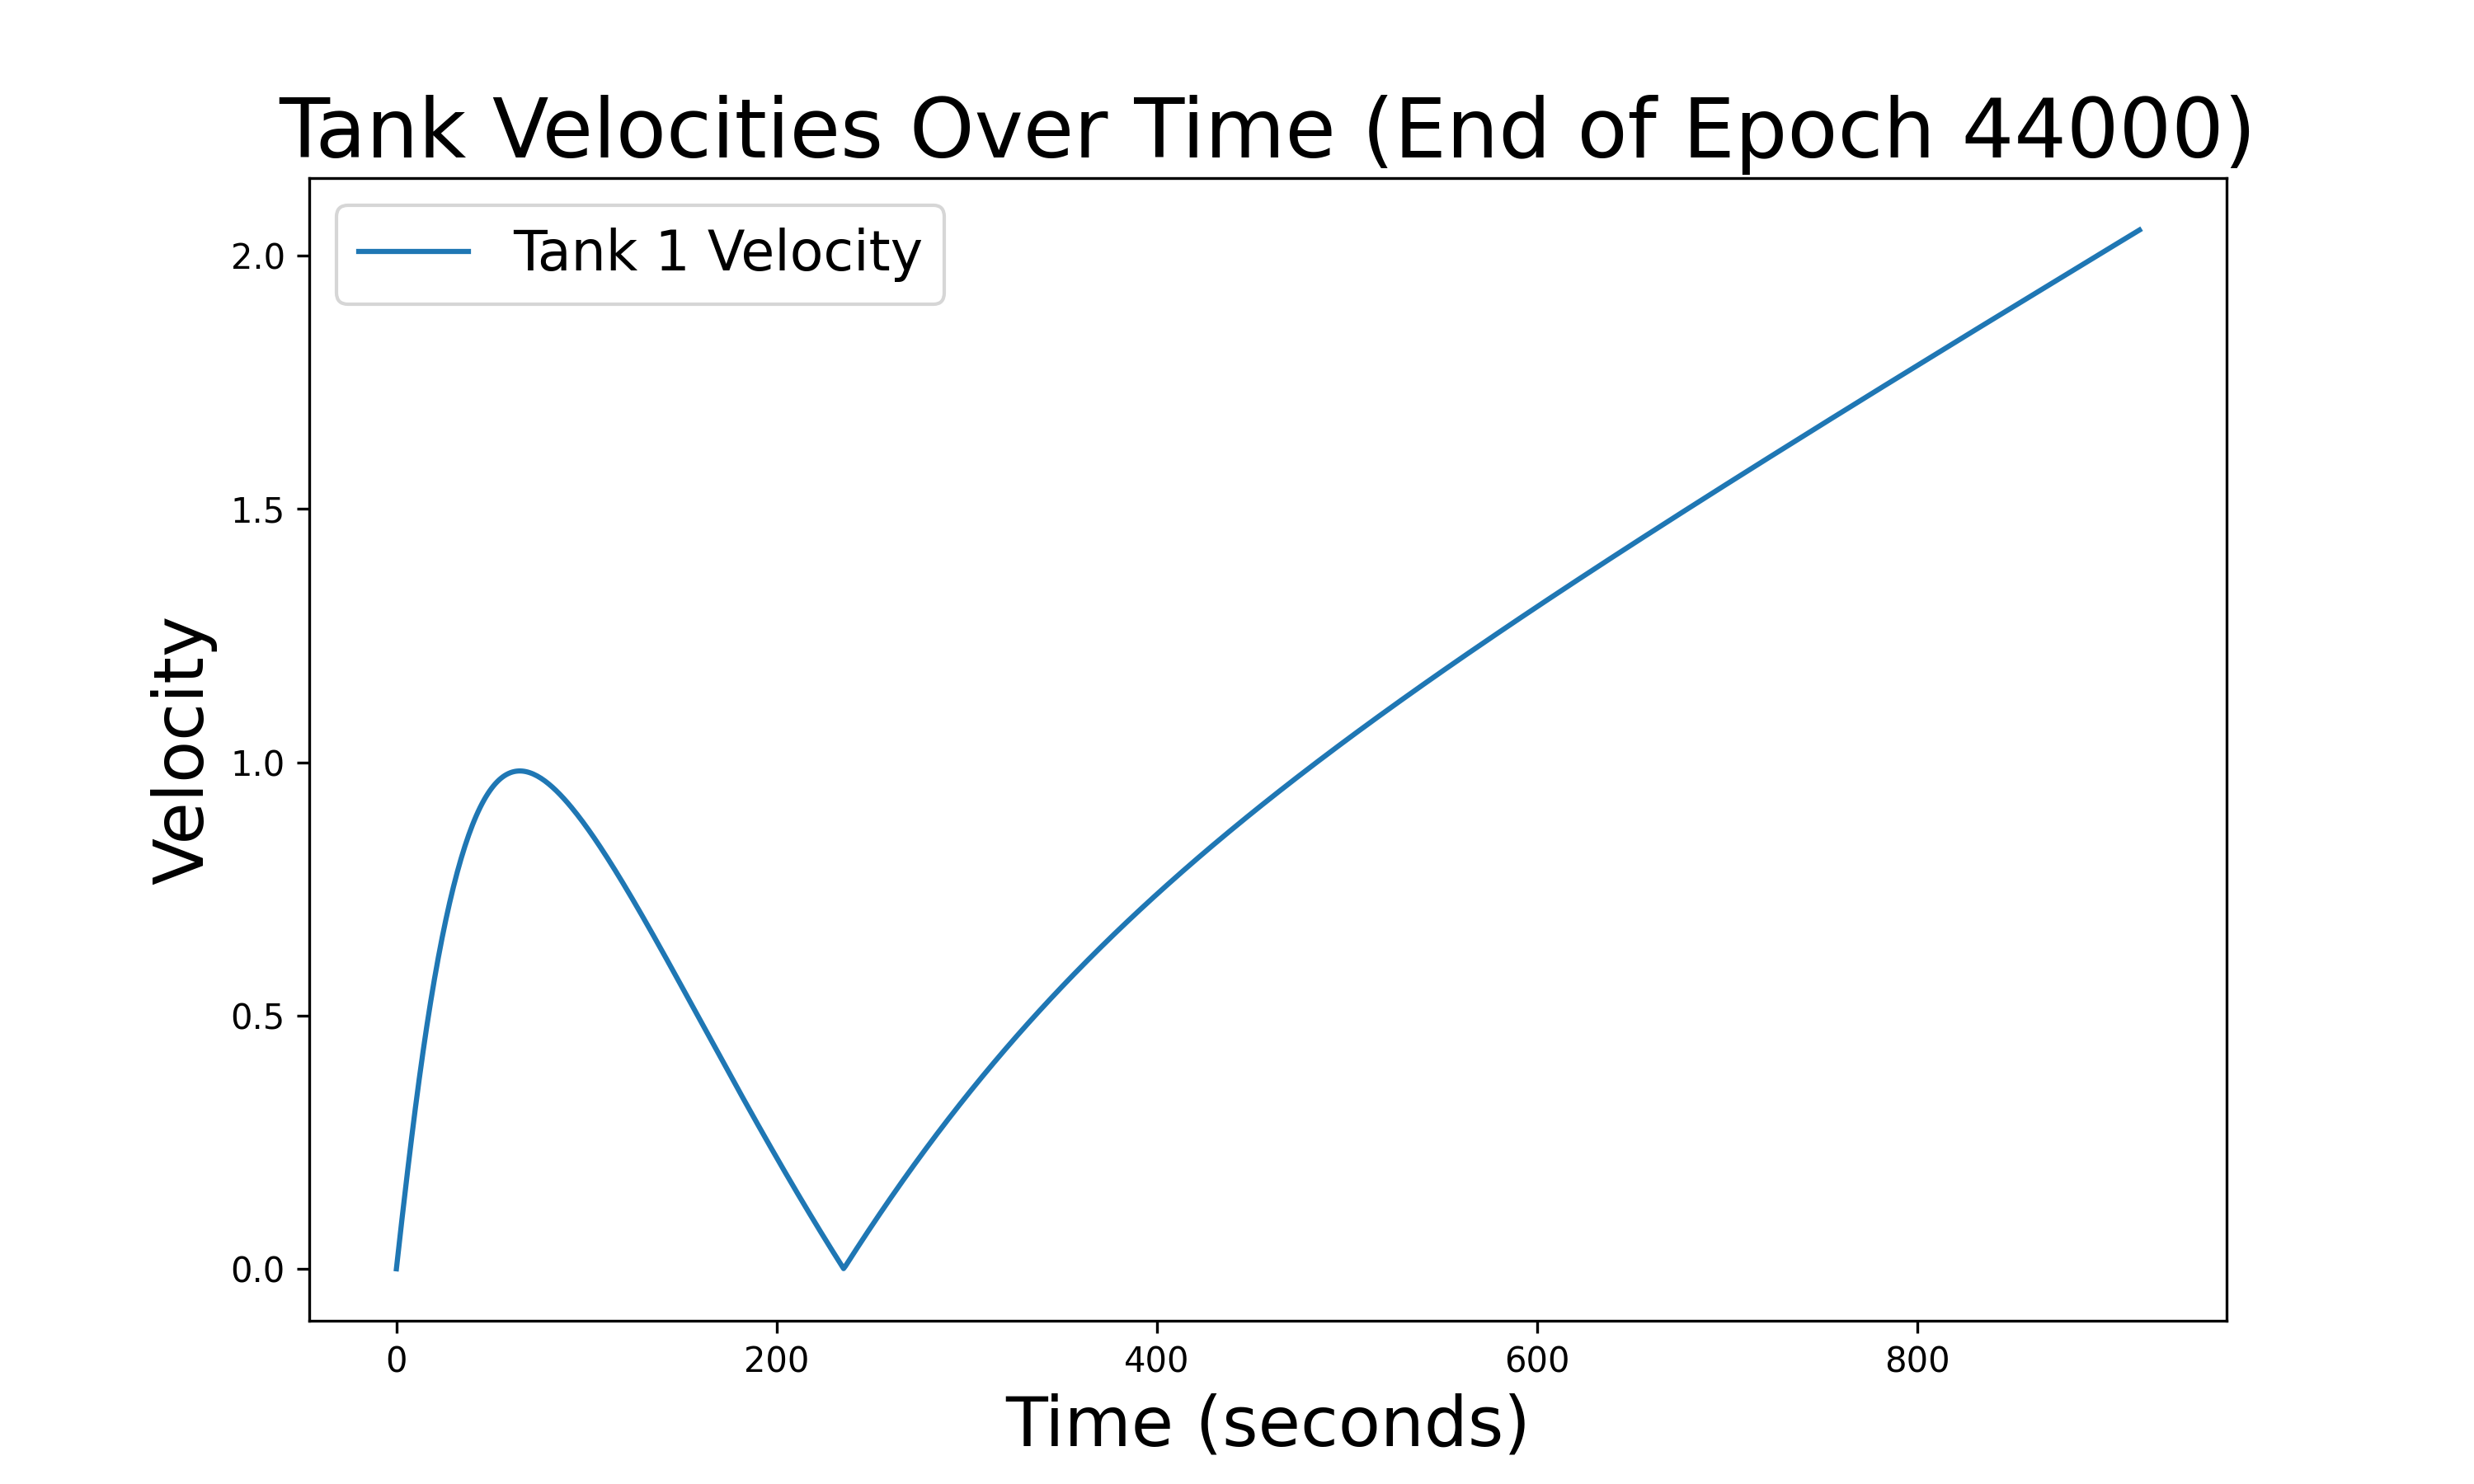 Tank Velocities Over Time (End of Epoch 44000)
Tank 1 Velocity
2.0
1.5
1.0
0.5
0.0
Velocity
0 200 400 600 800
Time (seconds)